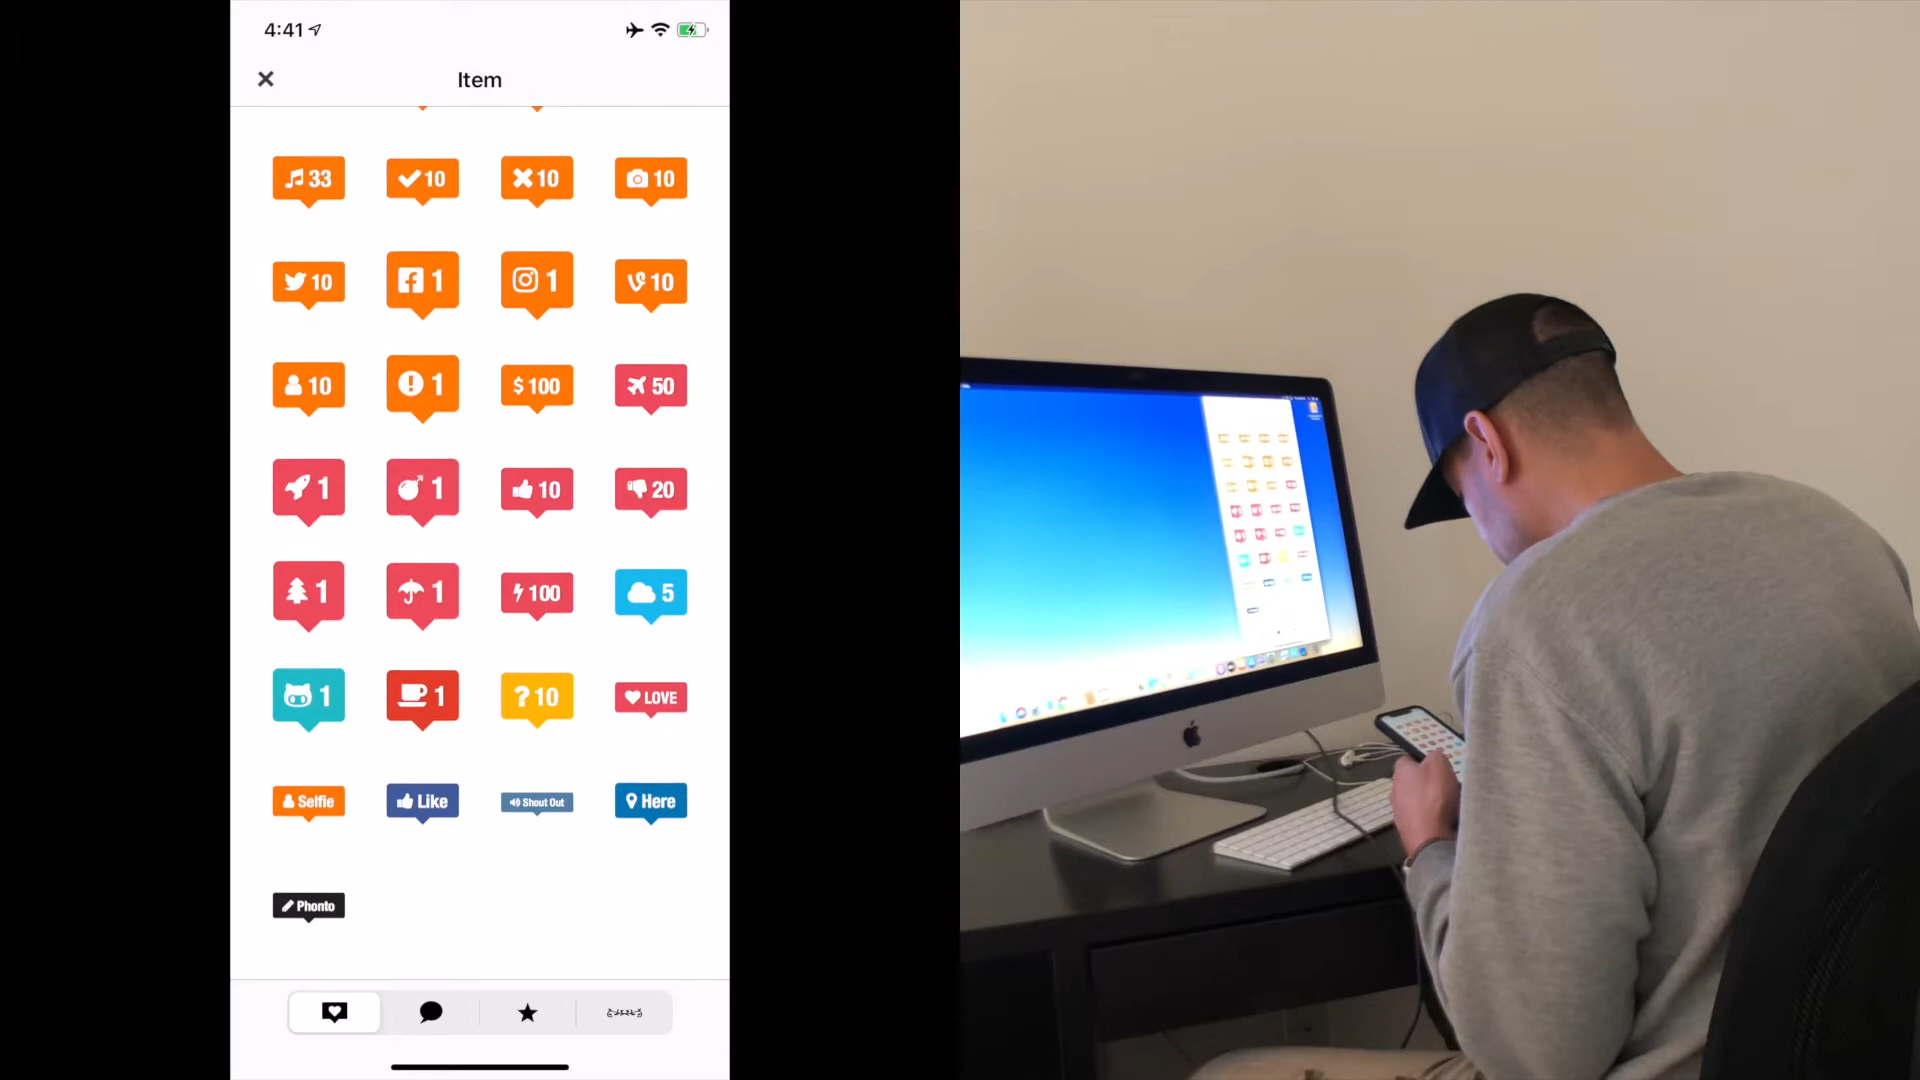 4:41
Item
33 10 10 10
10 1 1 10
10 1 $100 50
1 1 10 20
1 1 100 5
1 1 ?10 LOVE
Selfie Like Shout Out Here
Phonto